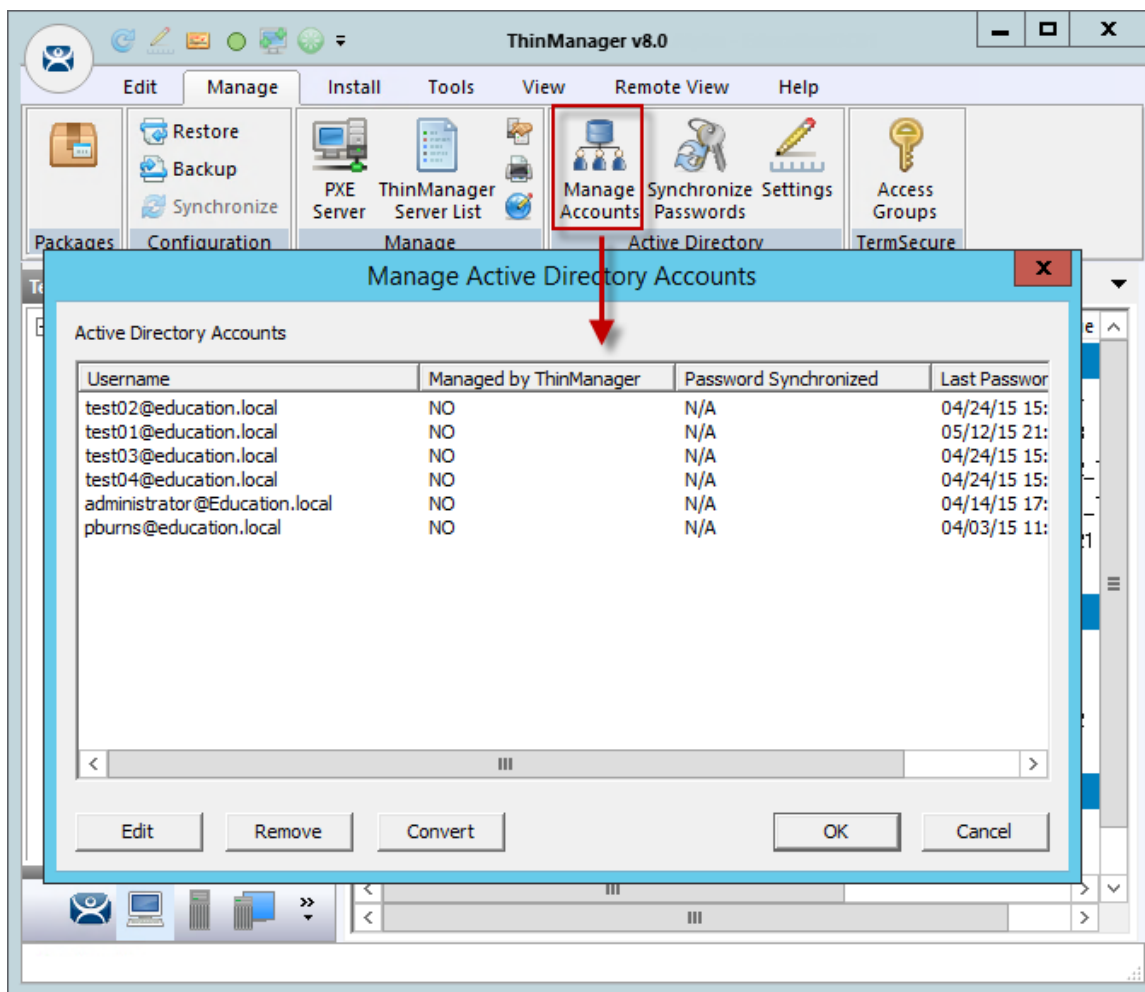 ThinManager v8.0
Edit Manage Install Tools View Remote View Help
Restore
Backup
Synchronize
PXE Server
ThinManager Server List
Manage Accounts
Synchronize Passwords
Settings
Access Groups
Packages Configuration Manage Active Directory TermSecure
Manage Active Directory Accounts
Active Directory Accounts
Username Managed by ThinManager Password Synchronized Last Passwor
test02@education.local NO N/A 04/24/15 15:
test01@education.local NO N/A 05/12/15 21:
test03@education.local NO N/A 04/24/15 15:
test04@education.local NO N/A 04/24/15 15:
administrator@Education.local NO N/A 04/14/15 17:
pburns@education.local NO N/A 04/03/15 11:
Edit Remove Convert OK Cancel